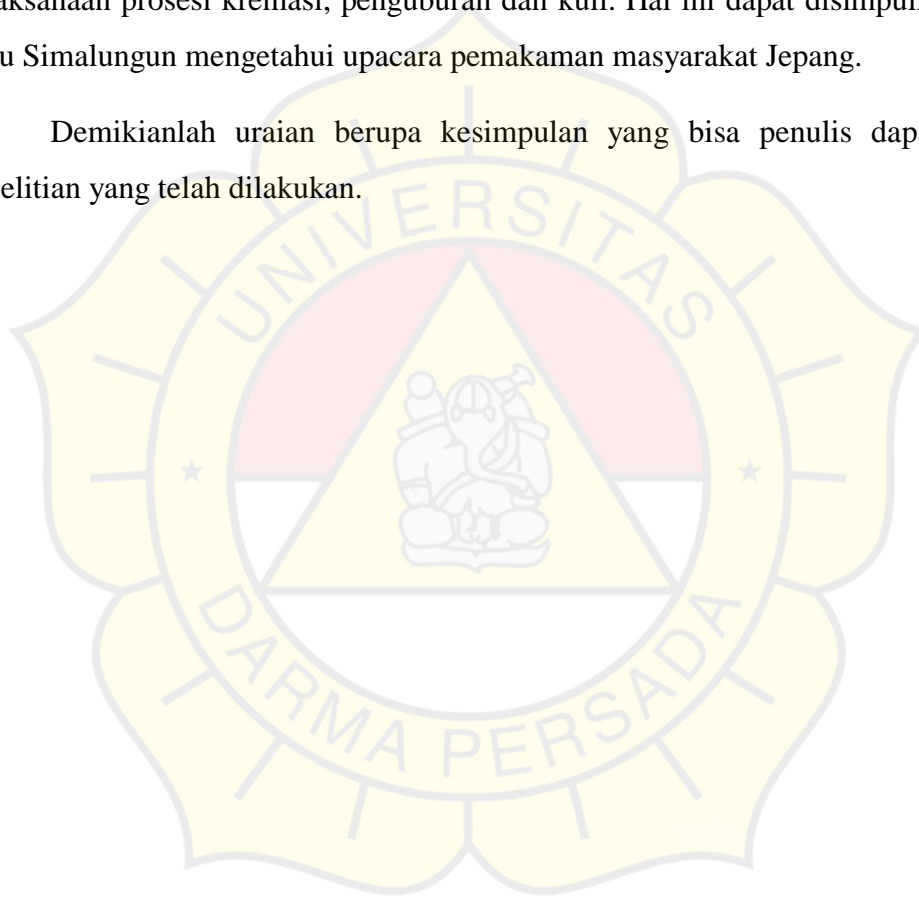 aksanaan prosesi kremasi, penguburan dan kuil. Hal ini dapat disimpul
u Simalungun mengetahui upacara pemakaman masyarakat Jepang.
Demikianlah uraian berupa kesimpulan yang bisa penulis dap
elitian yang telah dilakukan.
UNIVERSITAS
DARMA PERSADA